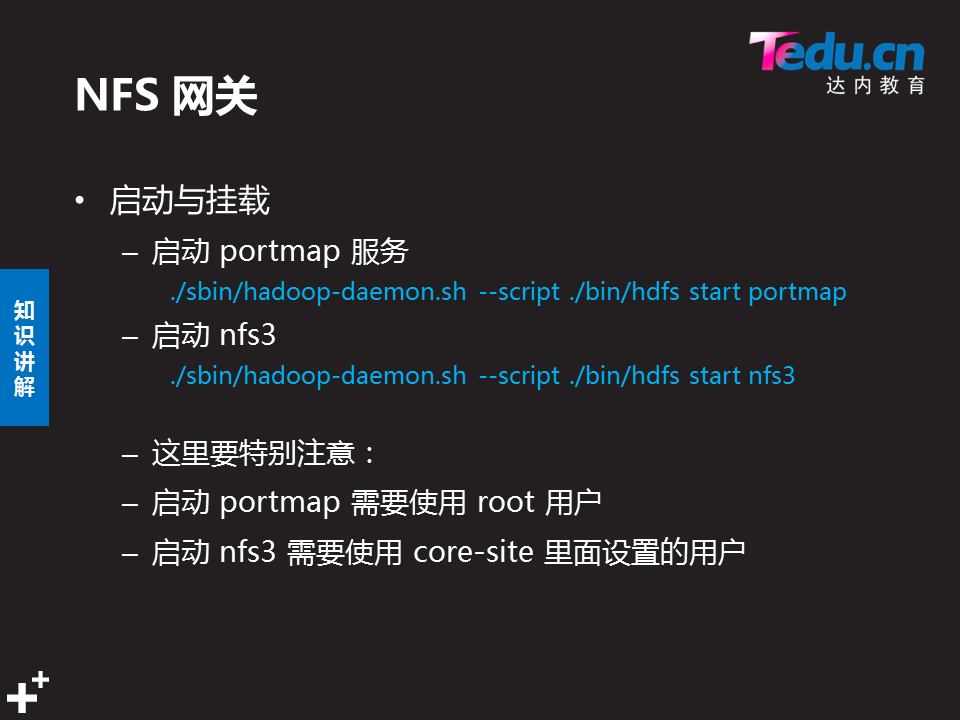 Tedu.cn
达内教育
NFS 网关
• 启动与挂载
– 启动 portmap 服务
./sbin/hadoop-daemon.sh --script ./bin/hdfs start portmap
– 启动 nfs3
./sbin/hadoop-daemon.sh --script ./bin/hdfs start nfs3
知识讲解
– 这里要特别注意：
– 启动 portmap 需要使用 root 用户
– 启动 nfs3 需要使用 core-site 里面设置的用户